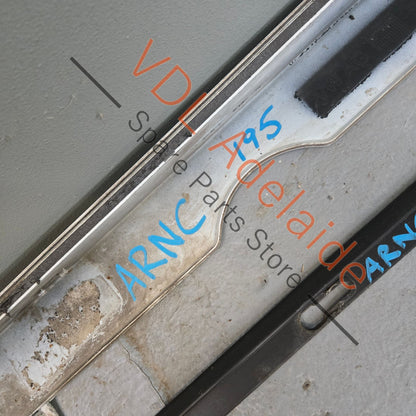 VDL Adelaide
Spare Parts Store
195
ARNC
ARNC